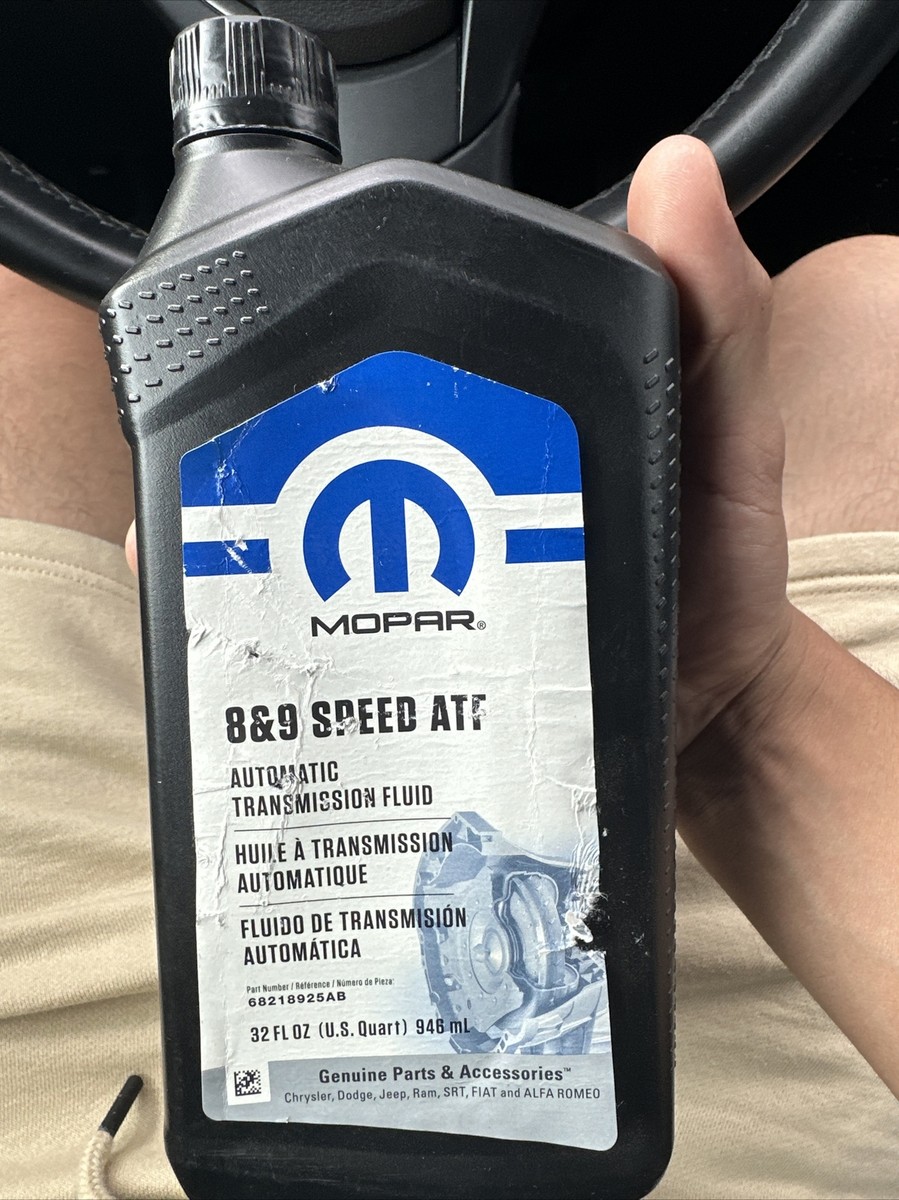 MOPAR®
8&9 SPEED ATF
AUTOMATIC
TRANSMISSION FLUID
HUILE À TRANSMISSION
AUTOMATIQUE
FLUIDO DE TRANSMISIÓN
AUTOMÁTICA
Part Number / Référence / Número de Pieza:
68218925AB
32 FL OZ (U.S. Quart) 946 mL
Genuine Parts & Accessories™
Chrysler, Dodge, Jeep, Ram, SRT, FIAT and ALFA ROMEO